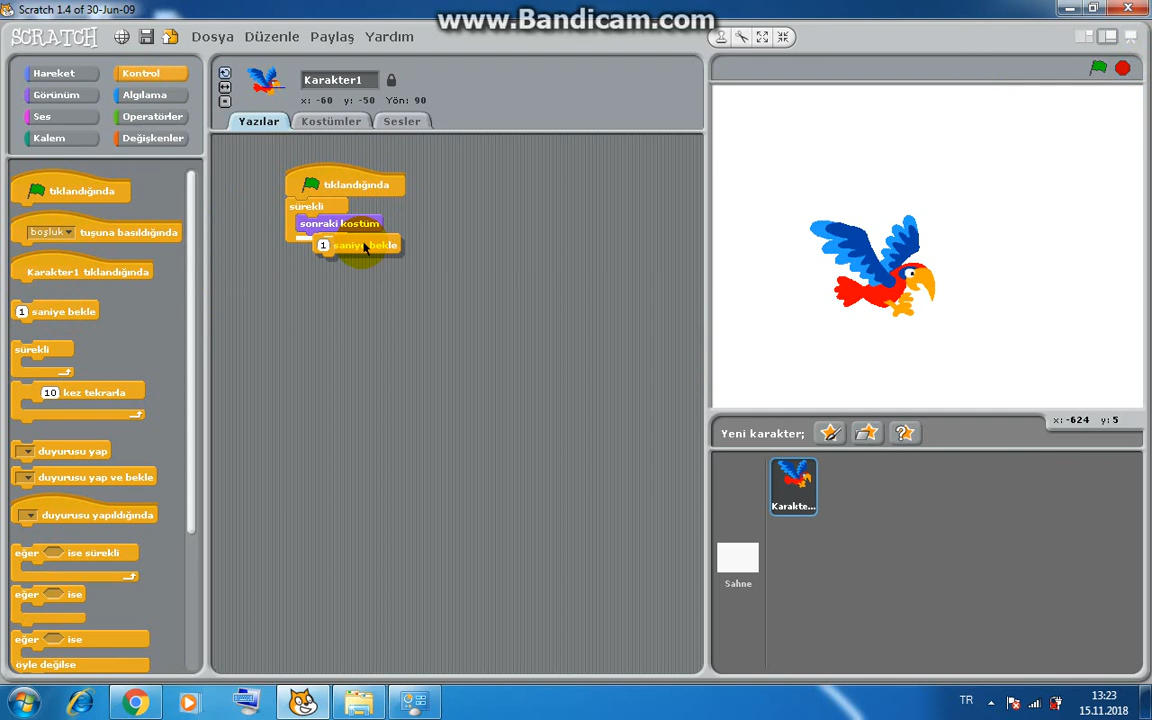 Scratch 1.4 of 30-Jun-09
www.Bandicam.com
SCRATCH
Dosya Düzenle Paylaş Yardım
Hareket Kontrol
Görünüm Algılama
Ses Operatörler
Kalem Değişkenler
Karakter1
x: -60 y: -50 Yön: 90
Yazılar Kostümler Sesler
tıklandığında
boşluk tuşuna basıldığında
Karakter1 tıklandığında
1 saniye bekle
sürekli
10 kez tekrarla
duyurusu yap
duyurusu yap ve bekle
duyurusu yapıldığında
eğer ise sürekli
eğer ise
eğer ise
öyle değilse
tıklandığında
sürekli
sonraki kostüm
1 saniye bekle
x: -624 y: 5
Yeni karakter;
Karakte...
Sahne
TR
13:23
15.11.2018